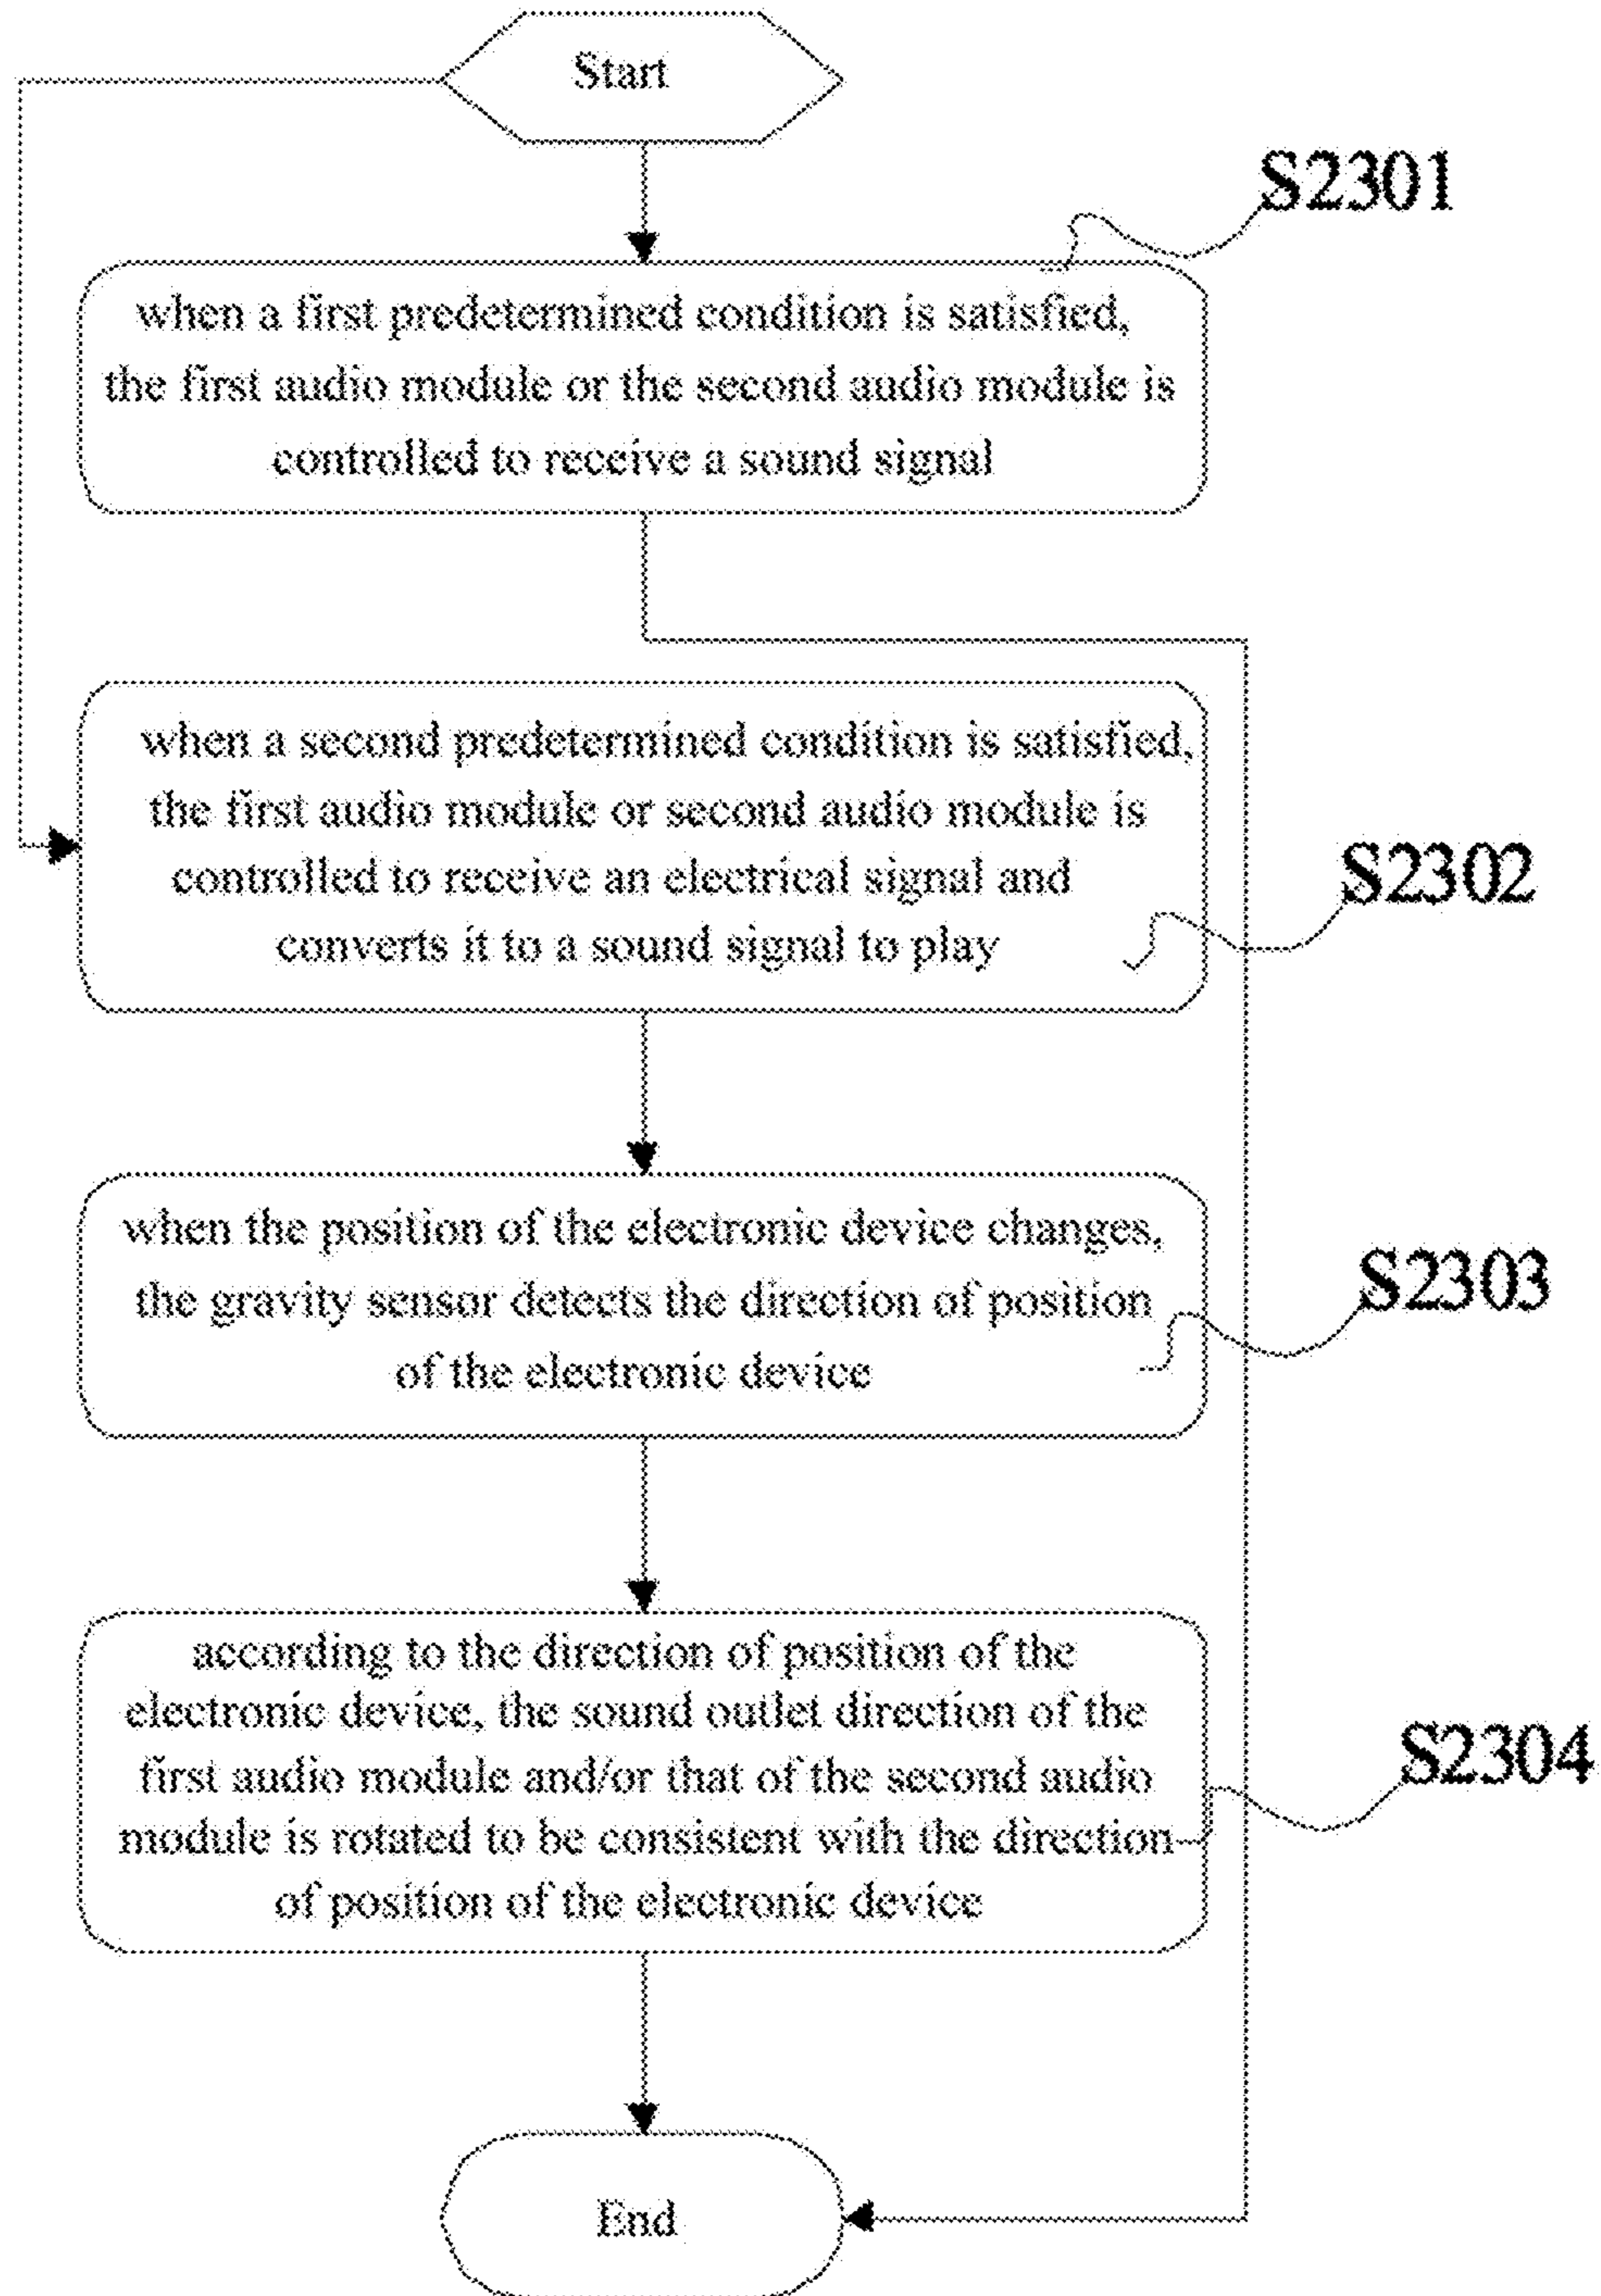 Start
S2301
when a first predetermined condition is satisfied,
the first audio module or the second audio module is
controlled to receive a sound signal
when a second predetermined condition is satisfied,
the first audio module or second audio module is
controlled to receive an electrical signal and
converts it to a sound signal to play
S2302
when the position of the electronic device changes,
the gravity sensor detects the direction of position
of the electronic device
S2303
according to the direction of position of the
electronic device, the sound outlet direction of the
first audio module and/or that of the second audio
module is rotated to be consistent with the direction
of position of the electronic device
S2304
End